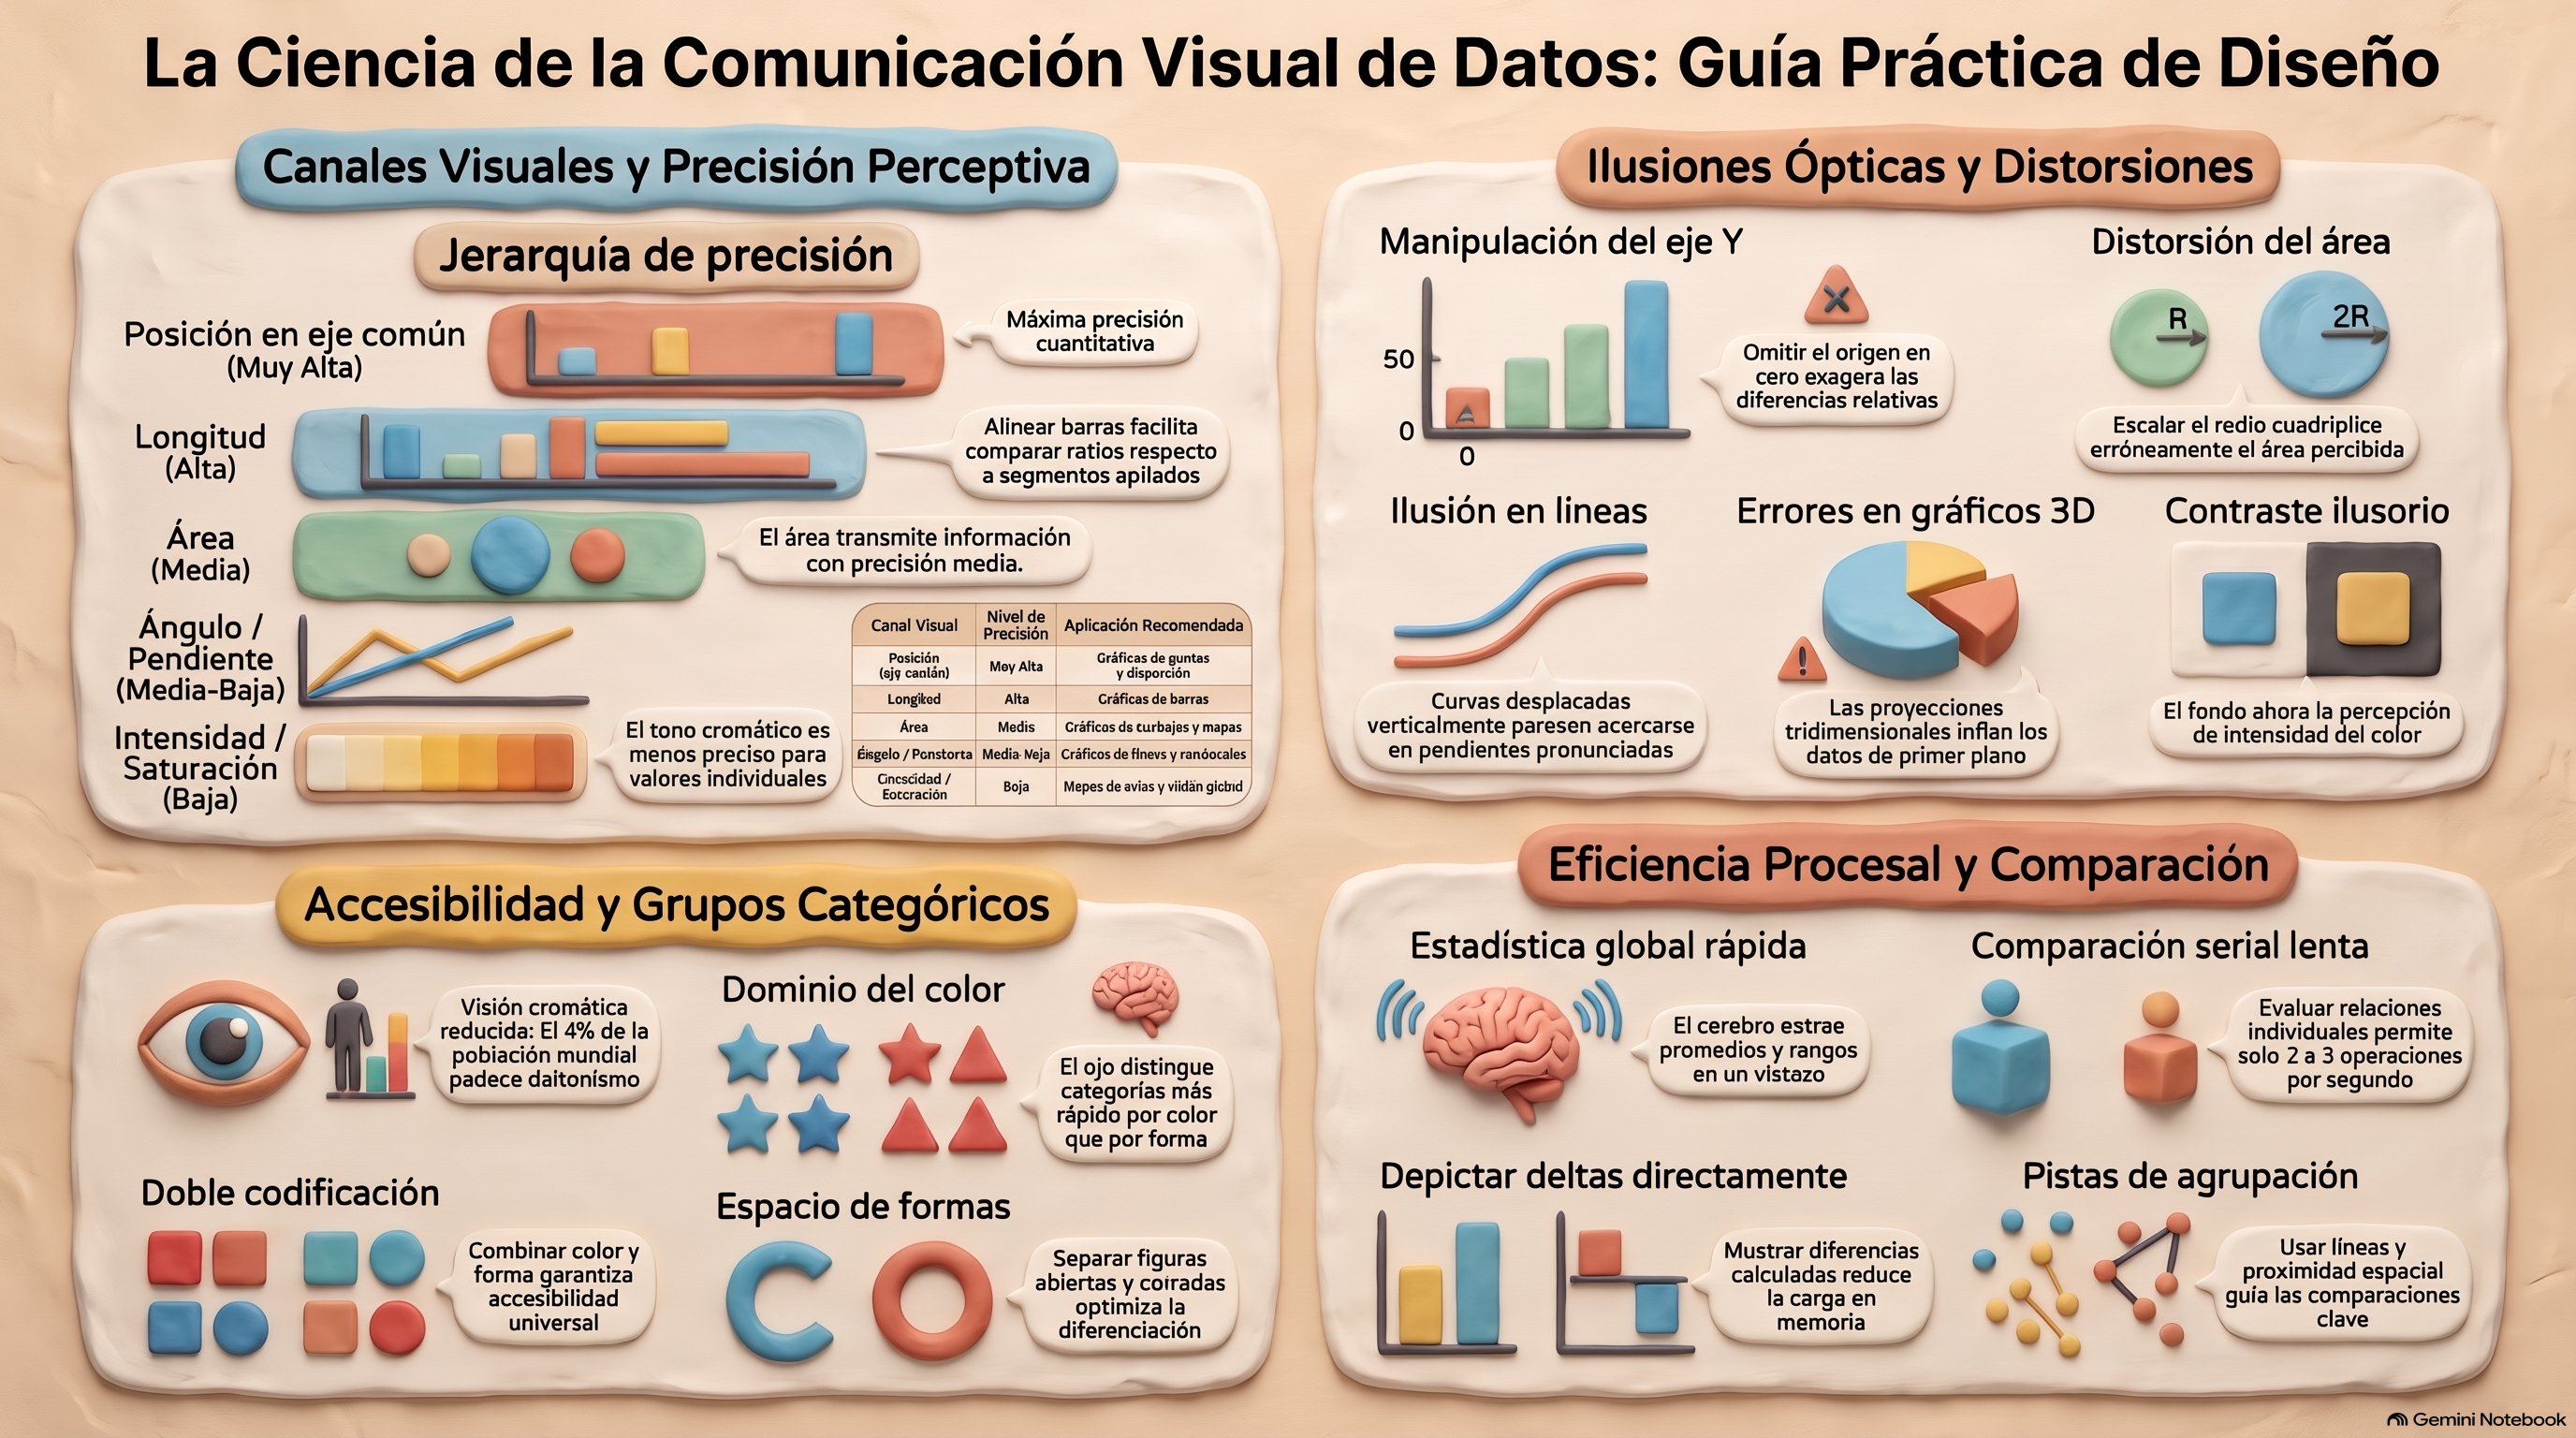 La Ciencia de la Comunicación Visual de Datos: Guía Práctica de Diseño
Canales Visuales y Precisión Perceptiva
Jerarquía de precisión
Posición en eje común
(Muy Alta)
Máxima precisión
cuantitativa
Longitud
(Alta)
Alinear barras facilita
comparar ratios respecto
a segmentos apilados
Área
(Media)
El área transmite información
con precisión media.
Ángulo /
Pendiente
(Media-Baja)
Intensidad /
Saturación
(Baja)
El tono cromático es
menos preciso para
valores individuales
Canal Visual
Nivel de
Precisión
Aplicación Recomendada
Posición
Moy Alta
Gráficas de guntas
y disporción
Alta
Gráficas de barras
Área
Medis
Gráficos de turbajes y mapas
Media-Neja
Boja
Ilusiones Ópticas y Distorsiones
Manipulación del eje Y
50
0
0
Omitir el origen en
cero exagera las
diferencias relativas
Distorsión del área
R
2R
Escalar el redio cuadriplice
erróneamente el área percibida
Ilusión en lineas
Curvas desplacadas
verticalmente paresen acercarse
en pendientes pronunciadas
Errores en gráficos 3D
Las proyecciones
tridimensionales inflan los
datos de primer plano
Contraste ilusorio
El fondo ahora la percepción
de intensidad del color
Accesibilidad y Grupos Categóricos
Visión cromática
reducida: El 4% de la
pobiación mundial
padece daitonísmo
Dominio del color
El ojo distingue
categorías más
rápido por color
que por forma
Doble codificación
Combinar color y
forma garantiza
accesibilidad
universal
Espacio de formas
Separar figuras
abiertas y
optimiza la
diferenciación
Eficiencia Procesal y Comparación
Estadística global rápida
El cerebro estrae
promedios y rangos
en un vistazo
Comparación serial lenta
Evaluar relaciones
individuales permite
solo 2 a 3 operaciones
por segundo
Depictar deltas directamente
Mustrar diferencias
calculadas reduce
la carga en
memoria
Pistas de agrupación
Usar líneas y
proximidad espacial
guía las comparaciones
clave
Gemini Notebook